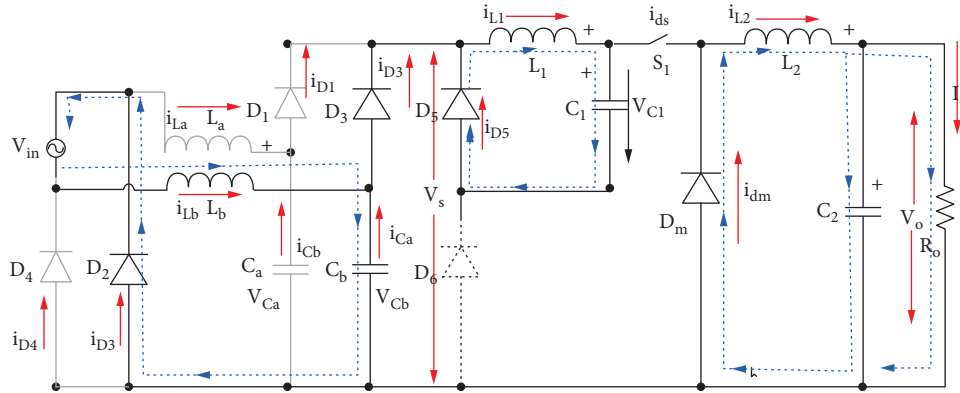 i_L1
i_ds
i_L2
L_1
S_1
L_2
i_D1
i_D3
D_1
D_3
D_5
i_D5
C_1
V_C1
i_La
L_a
V_in
i_Lb
L_b
V_s
D_m
i_dm
C_2
V_o
R_o
i_Cb
i_Ca
D_4
D_2
C_a
C_b
D_6
V_Ca
V_Cb
i_D4
i_D3